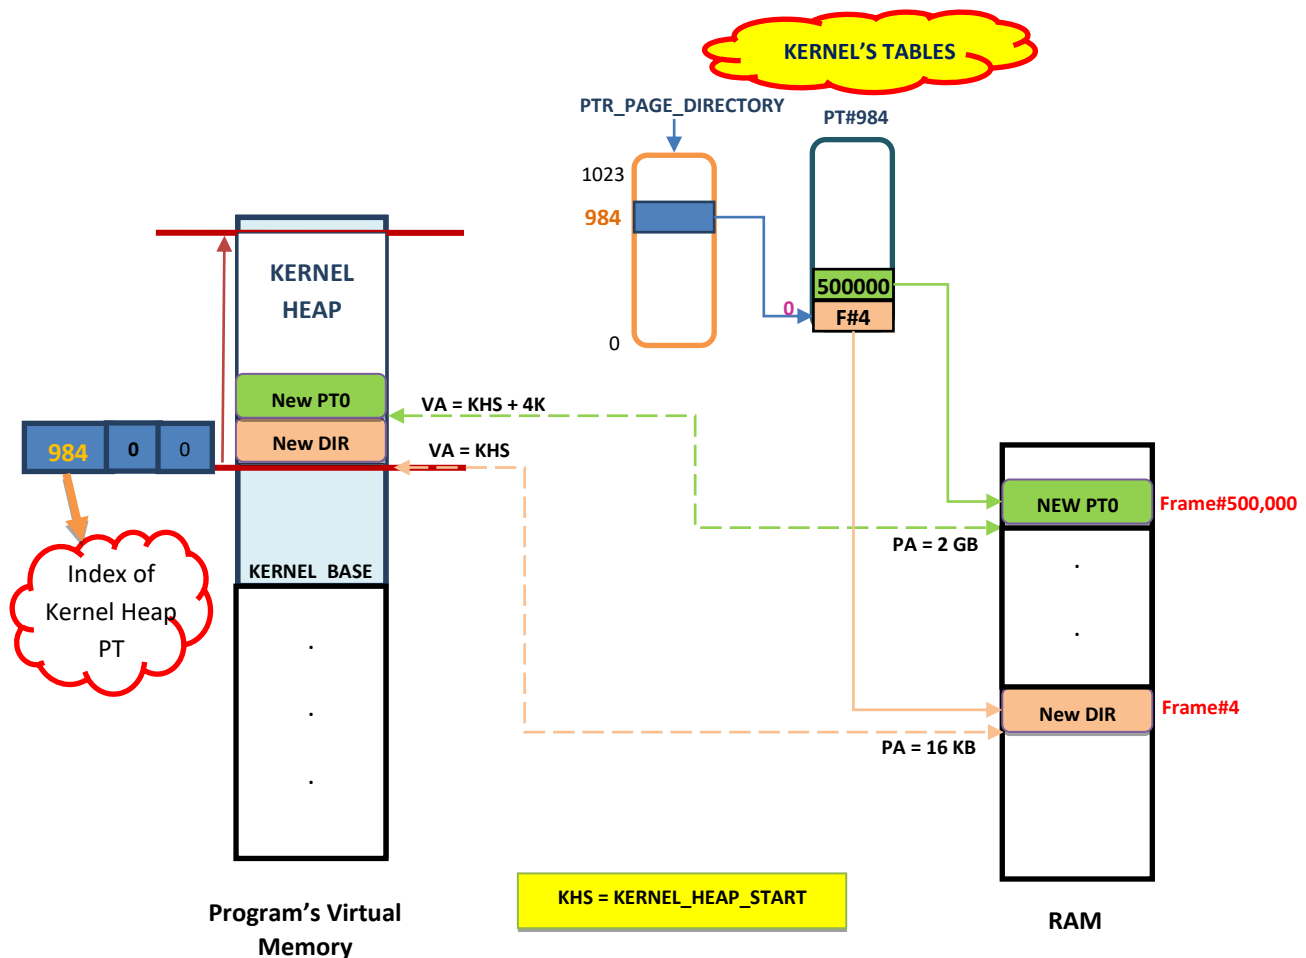 KERNEL'S TABLES
PTR_PAGE_DIRECTORY
PT#984
1023
984
0
500000
0
F#4
KERNEL
HEAP
New PT0
New DIR
VA = KHS + 4K
VA = KHS
984
0
0
KERNEL BASE
Index of
Kernel Heap
PT
.
.
.
NEW PT0
Frame#500,000
PA = 2 GB
.
.
New DIR
Frame#4
PA = 16 KB
KHS = KERNEL_HEAP_START
Program's Virtual
Memory
RAM